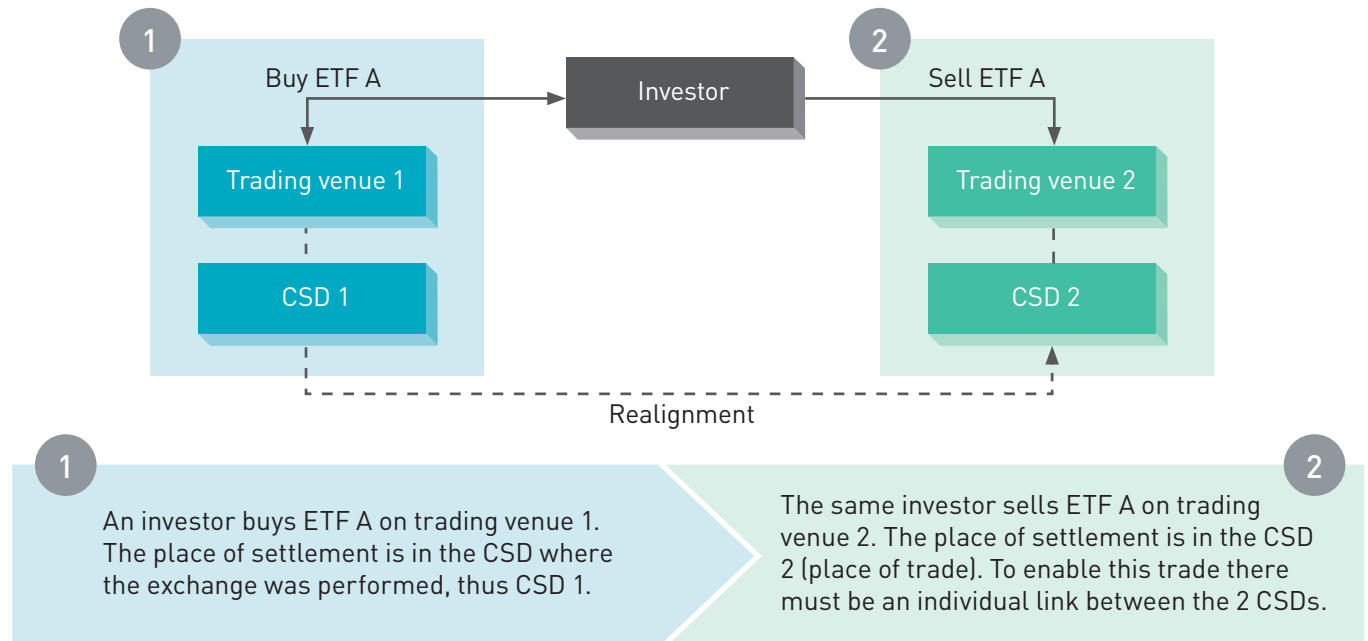 1
2
Buy ETF A
Investor
Sell ETF A
Trading venue 1
Trading venue 2
CSD 1
CSD 2
Realignment
1
An investor buys ETF A on trading venue 1.
The place of settlement is in the CSD where
the exchange was performed, thus CSD 1.
2
The same investor sells ETF A on trading
venue 2. The place of settlement is in the CSD
2 (place of trade). To enable this trade there
must be an individual link between the 2 CSDs.